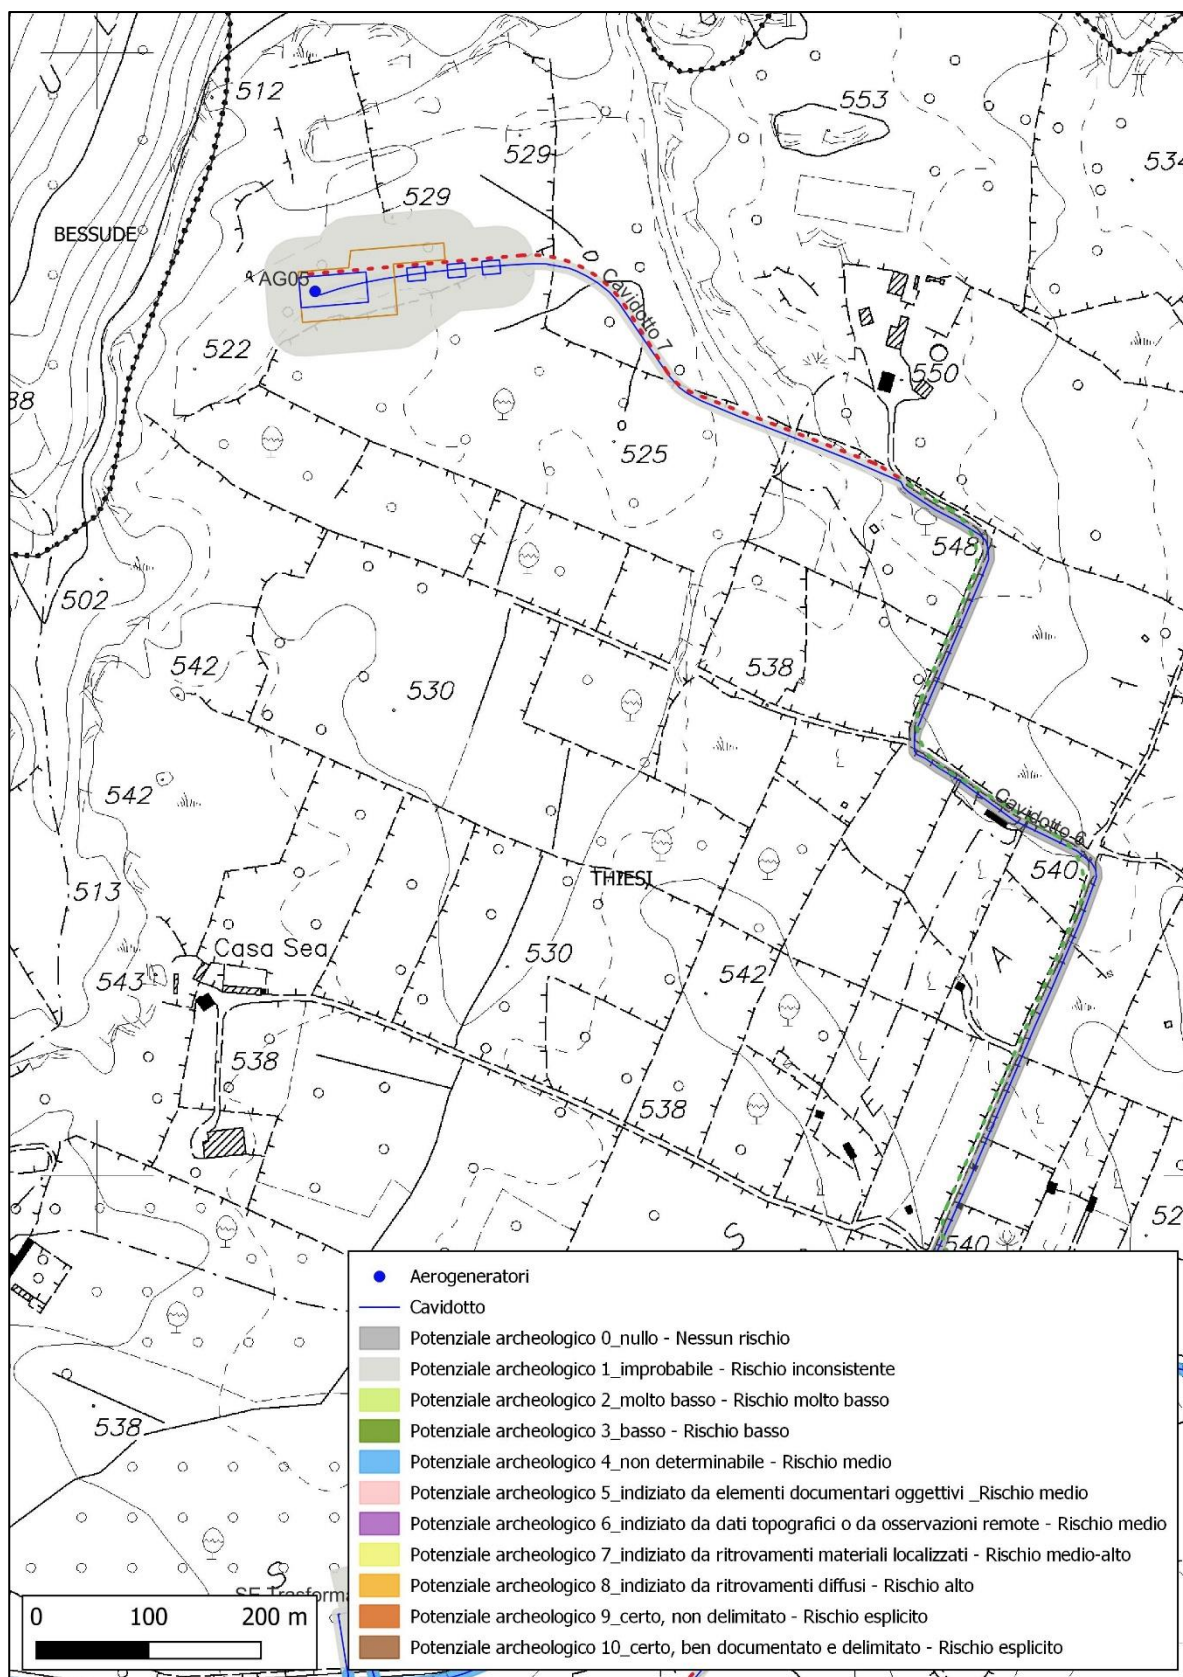 512
553
529
534
529
BESSUDE
AG05
Cavidotto 7
522
550
38
525
548
502
542
538
530
542
Cavidotto 6
540
513
THIESI
A
Casa Sea
530
542
543
538
538
S
52
540
Aerogeneratori
Cavidotto
Potenziale archeologico 0_nullo - Nessun rischio
Potenziale archeologico 1_improbabile - Rischio inconsistente
Potenziale archeologico 2_molto basso - Rischio molto basso
Potenziale archeologico 3_basso - Rischio basso
538
Potenziale archeologico 4_non determinabile - Rischio medio
Potenziale archeologico 5_indiziato da elementi documentari oggettivi _Rischio medio
Potenziale archeologico 6_indiziato da dati topografici o da osservazioni remote - Rischio medio
Potenziale archeologico 7_indiziato da ritrovamenti materiali localizzati - Rischio medio-alto
S
Potenziale archeologico 8_indiziato da ritrovamenti diffusi - Rischio alto
SE Trasforma
0 100 200 m
Potenziale archeologico 9_certo, non delimitato - Rischio esplicito
Potenziale archeologico 10_certo, ben documentato e delimitato - Rischio esplicito